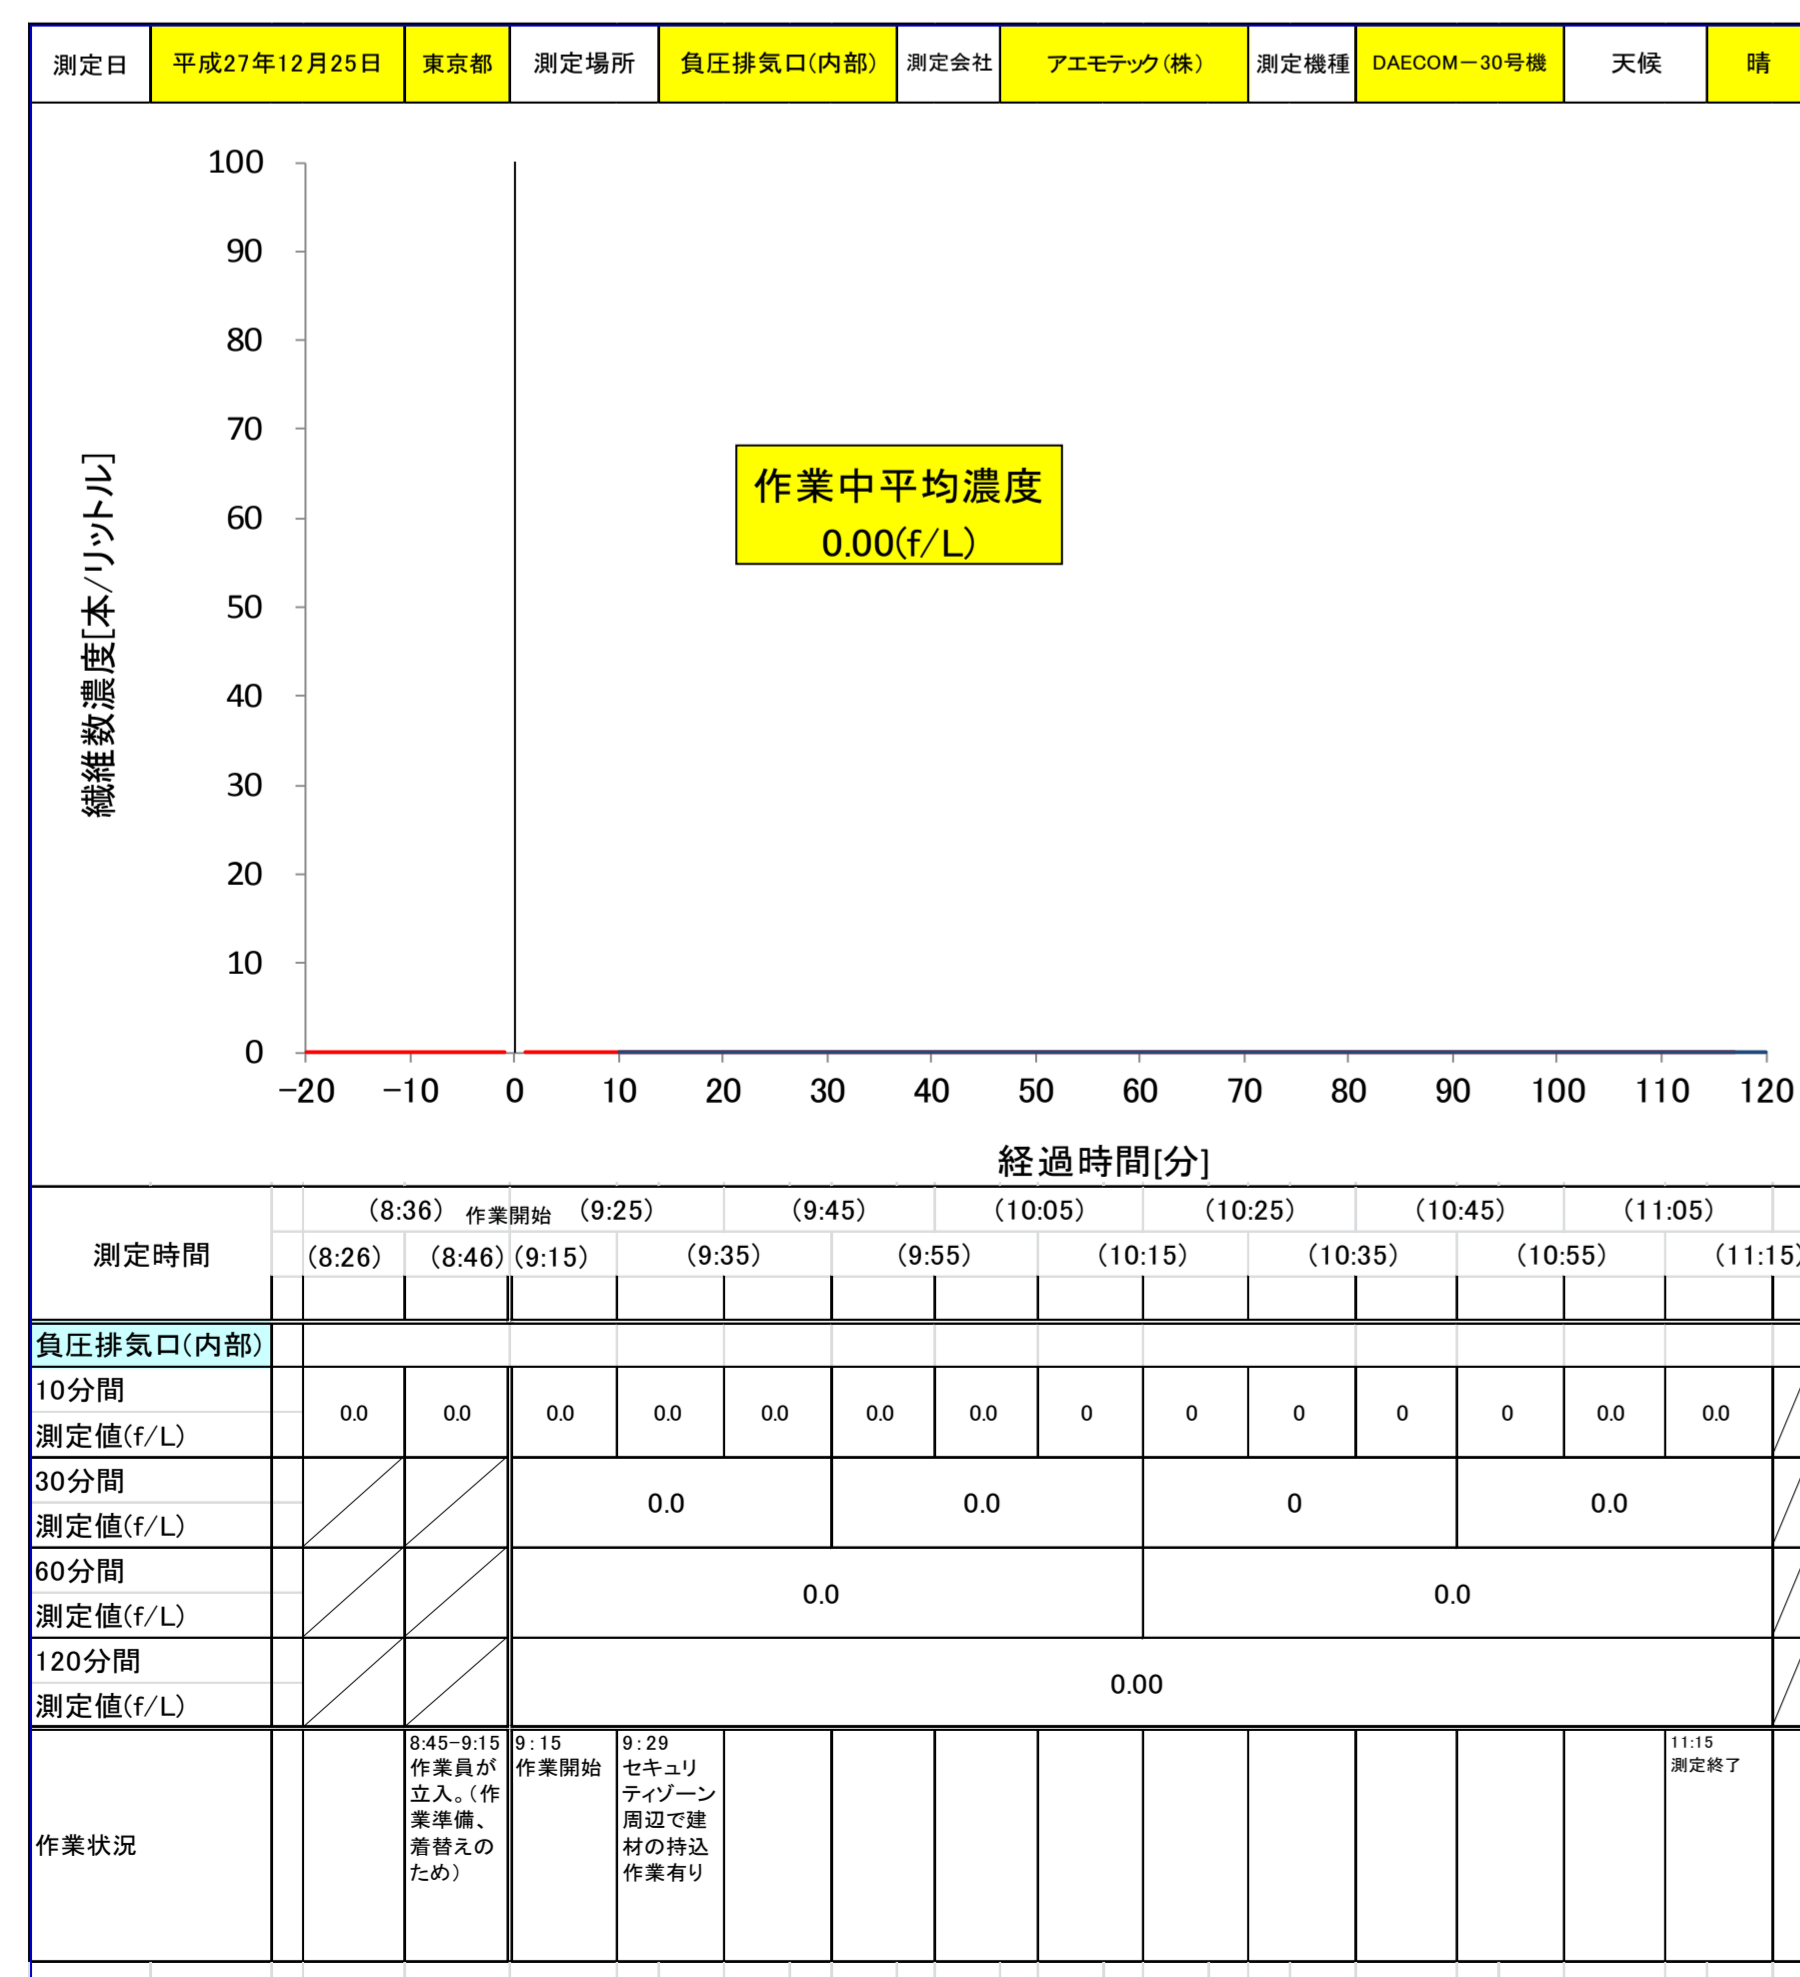 測定日 平成27年12月25日 東京都 測定場所 負圧排気口(内部) 測定会社 アエモテック(株) 測定機種 DAECOM－30号機 天候 晴
100
90
80
70
60
50
40
30
20
10
0
繊維数濃度[本/リットル]
作業中平均濃度
0.00(f/L)
-20 -10 0 10 20 30 40 50 60 70 80 90 100 110 120
経過時間[分]
測定時間
(8:36) 作業開始 (9:25) (9:45) (10:05) (10:25) (10:45) (11:05)
(8:26) (8:46) (9:15) (9:35) (9:55) (10:15) (10:35) (10:55) (11:15)
負圧排気口(内部)
10分間
測定値(f/L)
0.0 0.0 0.0 0.0 0.0 0.0 0.0 0 0 0 0 0 0.0 0.0
30分間
測定値(f/L)
0.0 0.0 0 0.0
60分間
測定値(f/L)
0.0 0.0
120分間
測定値(f/L)
0.00
作業状況
8:45-9:15
作業員が
立入。(作
業準備、
着替えの
ため)
9：15
作業開始
9：29
セキュリ
ティゾーン
周辺で建
材の持込
作業有り
11:15
測定終了